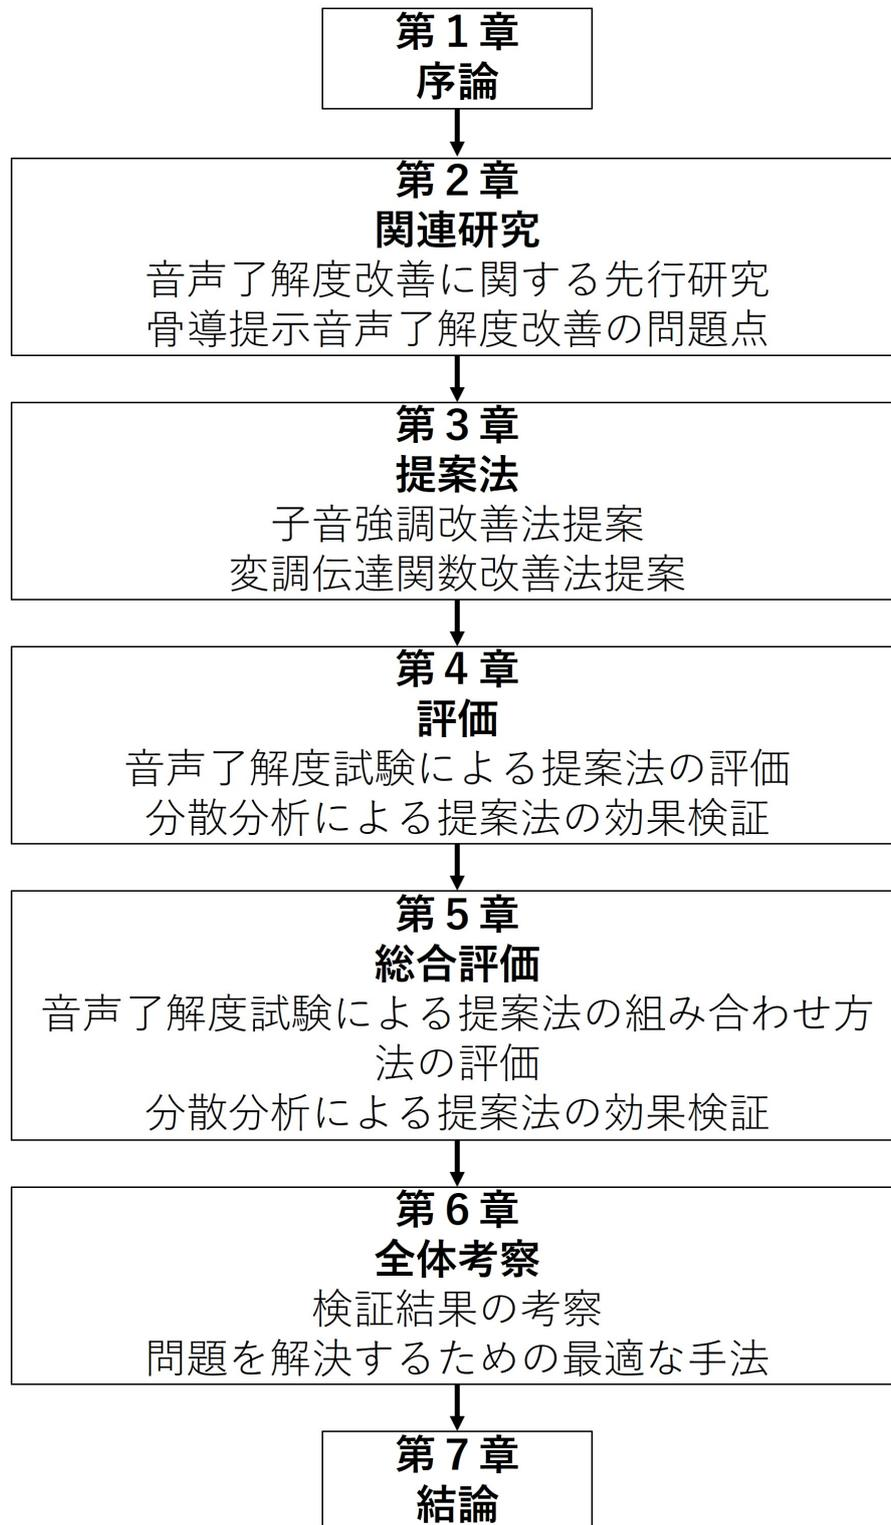 第１章
序論
第２章
関連研究
音声了解度改善に関する先行研究
骨導提示音声了解度改善の問題点
第３章
提案法
子音強調改善法提案
変調伝達関数改善法提案
第４章
評価
音声了解度試験による提案法の評価
分散分析による提案法の効果検証
第５章
総合評価
音声了解度試験による提案法の組み合わせ方
法の評価
分散分析による提案法の効果検証
第６章
全体考察
検証結果の考察
問題を解決するための最適な手法
第７章
結論